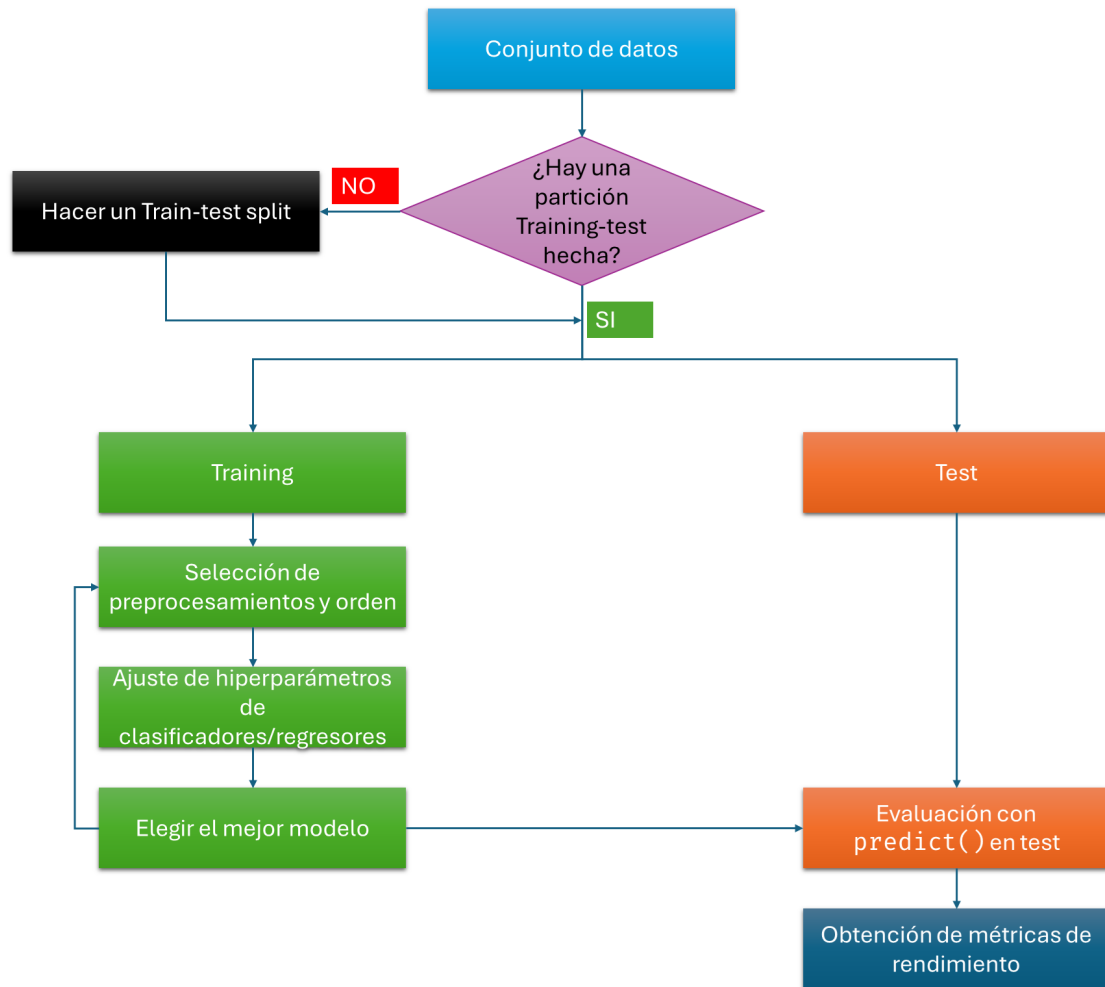 Conjunto de datos
¿Hay una
partición
Training-test
hecha?
NO
Hacer un Train-test split
SI
Training
Test
Selección de
preprocesamientos y orden
Ajuste de hiperparámetros
de
clasificadores/regresores
Elegir el mejor modelo
Evaluación con
predict() en test
Obtención de métricas de
rendimiento